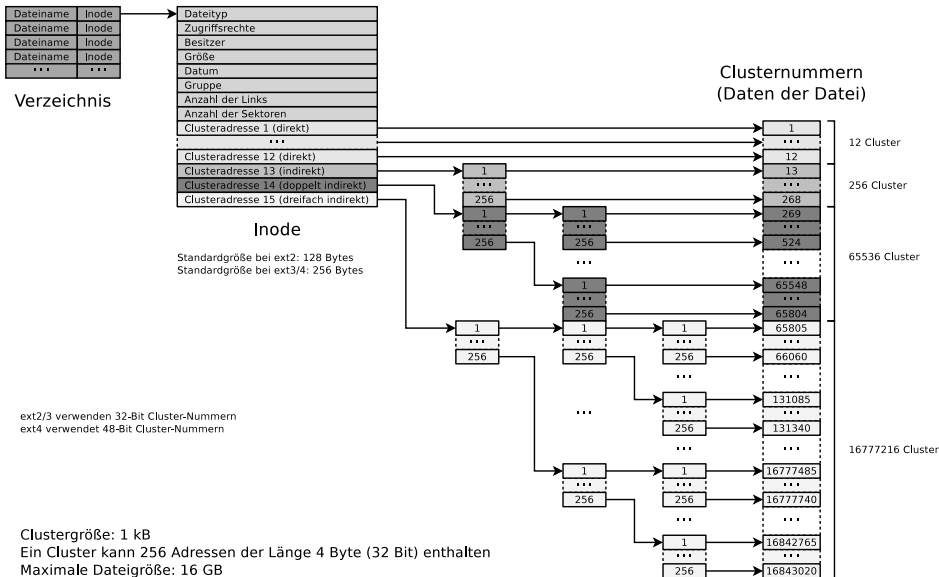 Dateiname Inode
Dateiname Inode
Dateiname Inode
Dateiname Inode
... ...
Verzeichnis
Dateityp
Zugriffsrechte
Besitzer
Größe
Datum
Gruppe
Anzahl der Links
Anzahl der Sektoren
Clusteradresse 1 (direkt)
...
Clusteradresse 12 (direkt)
Clusteradresse 13 (indirekt)
Clusteradresse 14 (doppelt indirekt)
Clusteradresse 15 (dreifach indirekt)
Inode
Standardgröße bei ext2: 128 Bytes
Standardgröße bei ext3/4: 256 Bytes
Clusternummern
(Daten der Datei)
1
...
12
12 Cluster
1 13
... ...
256 268
256 Cluster
1 1 269
... ... ...
256 256 524
... ...
1 65548
... ...
256 65804
65536 Cluster
1 1 1 65805
... ... ... ...
256 256 256 66060
... ...
1 131085
... ...
256 131340
... ... ...
1 1 16777485
... ... ...
256 256 16777740
... ...
1 16842765
... ...
256 16843020
16777216 Cluster
ext2/3 verwenden 32-Bit Cluster-Nummern
ext4 verwendet 48-Bit Cluster-Nummern
Clustergröße: 1 kB
Ein Cluster kann 256 Adressen der Länge 4 Byte (32 Bit) enthalten
Maximale Dateigröße: 16 GB